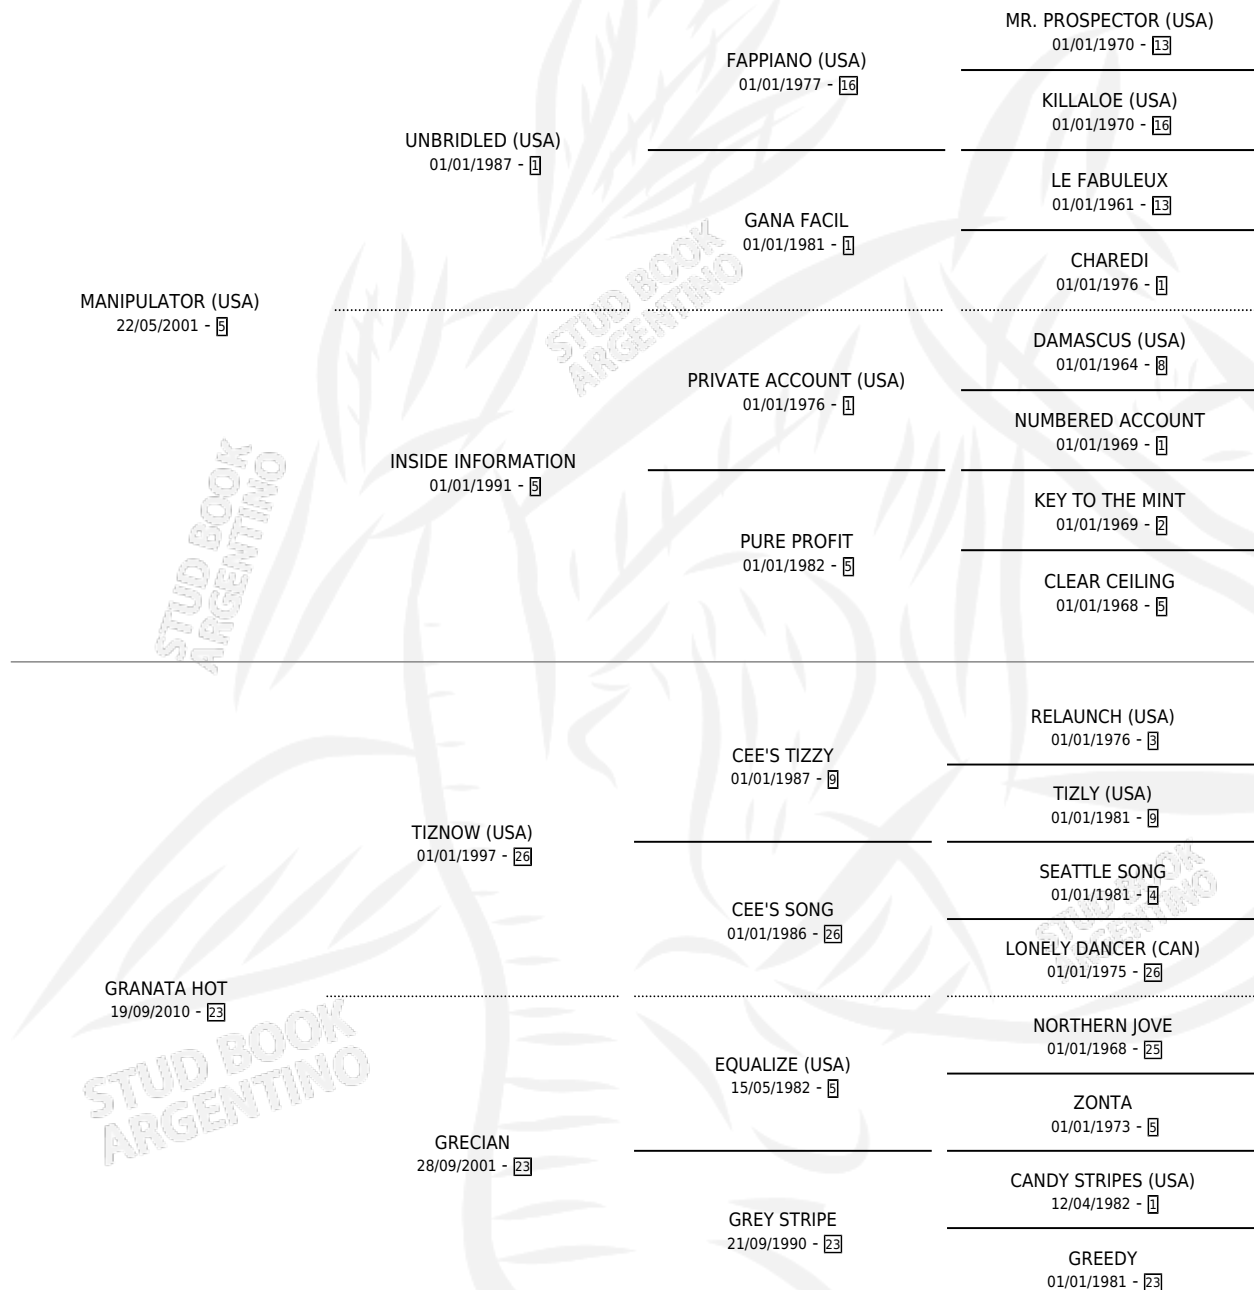 MR. PROSPECTOR (USA)
01/01/1970 - 13
FAPPIANO (USA)
01/01/1977 - 16
KILLALOE (USA)
01/01/1970 - 16
UNBRIDLED (USA)
01/01/1987 - 1
LE FABULEUX
01/01/1961 - 13
GANA FACIL
01/01/1981 - 1
CHAREDI
01/01/1976 - 1
MANIPULATOR (USA)
22/05/2001 - 5
DAMASCUS (USA)
01/01/1964 - 8
PRIVATE ACCOUNT (USA)
01/01/1976 - 1
NUMBERED ACCOUNT
01/01/1969 - 1
INSIDE INFORMATION
01/01/1991 - 5
KEY TO THE MINT
01/01/1969 - 2
PURE PROFIT
01/01/1982 - 5
CLEAR CEILING
01/01/1968 - 5
RELAUNCH (USA)
01/01/1976 - 3
CEE'S TIZZY
01/01/1987 - 9
TIZLY (USA)
01/01/1981 - 9
TIZNOW (USA)
01/01/1997 - 26
SEATTLE SONG
01/01/1981 - 4
CEE'S SONG
01/01/1986 - 26
LONELY DANCER (CAN)
01/01/1975 - 26
GRANATA HOT
19/09/2010 - 23
NORTHERN JOVE
01/01/1968 - 25
EQUALIZE (USA)
15/05/1982 - 5
ZONTA
01/01/1973 - 5
GRECIAN
28/09/2001 - 23
CANDY STRIPES (USA)
12/04/1982 - 1
GREY STRIPE
21/09/1990 - 23
GREEDY
01/01/1981 - 23
STUD BOOK
ARGENTINO
STUD BOOK
ARGENTINO
STUD BOOK
ARGENTINO
STUD BOOK
ARGENTINO